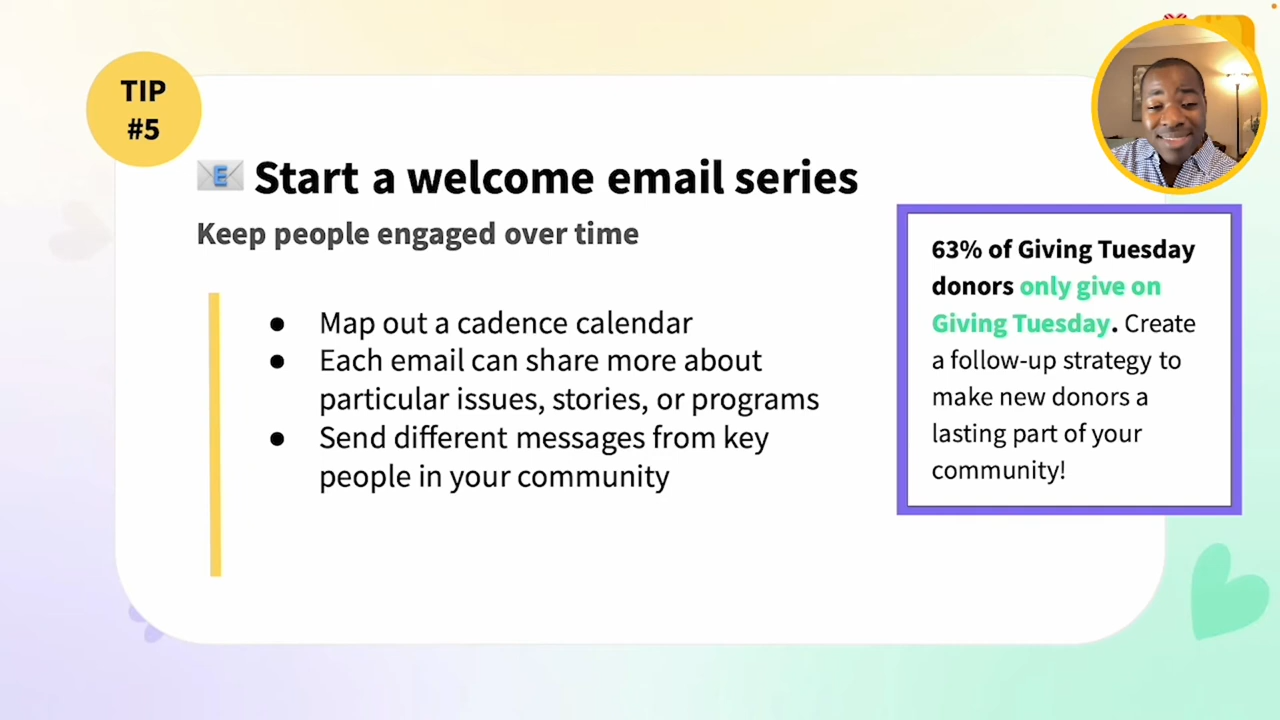 TIP
#5
📧 Start a welcome email series
Keep people engaged over time
● Map out a cadence calendar
● Each email can share more about
particular issues, stories, or programs
● Send different messages from key
people in your community
63% of Giving Tuesday
donors only give on
Giving Tuesday. Create
a follow-up strategy to
make new donors a
lasting part of your
community!